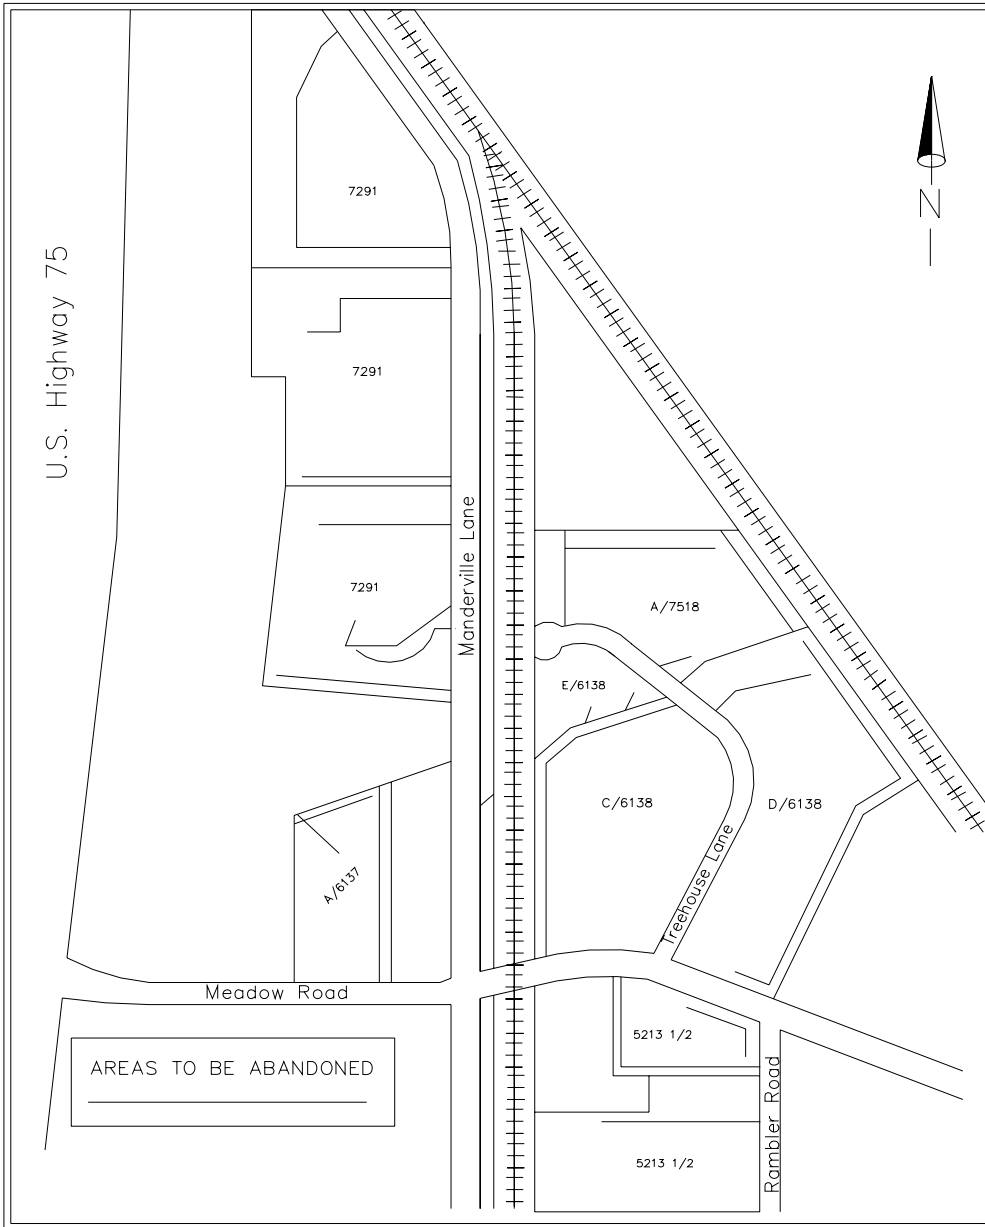 7291
N
U.S. Highway 75
7291
Manderville Lane
7291
A/7518
E/6138
C/6138
D/6138
Treehouse Lane
A/6137
Meadow Road
5213 1/2
AREAS TO BE ABANDONED
Rambler Road
5213 1/2